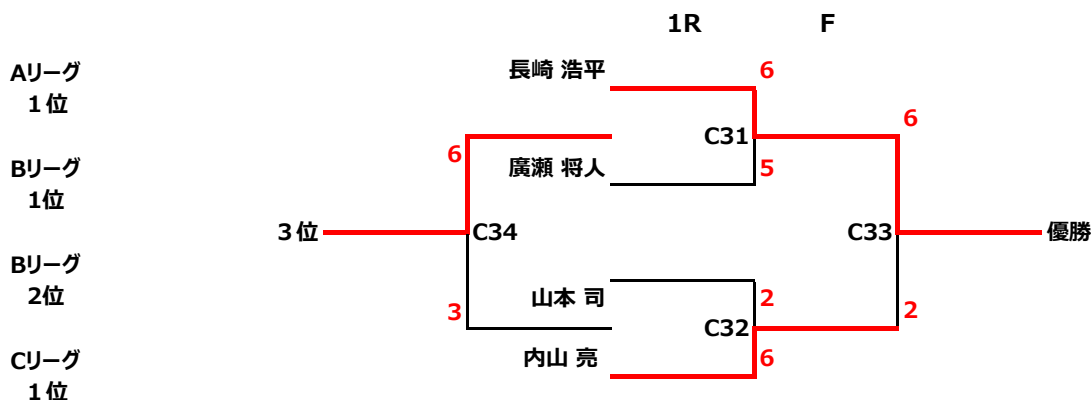 1R F
Aリーグ
1位
長崎 浩平
6
6
C31
6
Bリーグ
1位
廣瀬 将人
5
3位
C34
C33
優勝
Bリーグ
2位
山本 司
2
3
C32
2
Cリーグ
1位
内山 亮
6